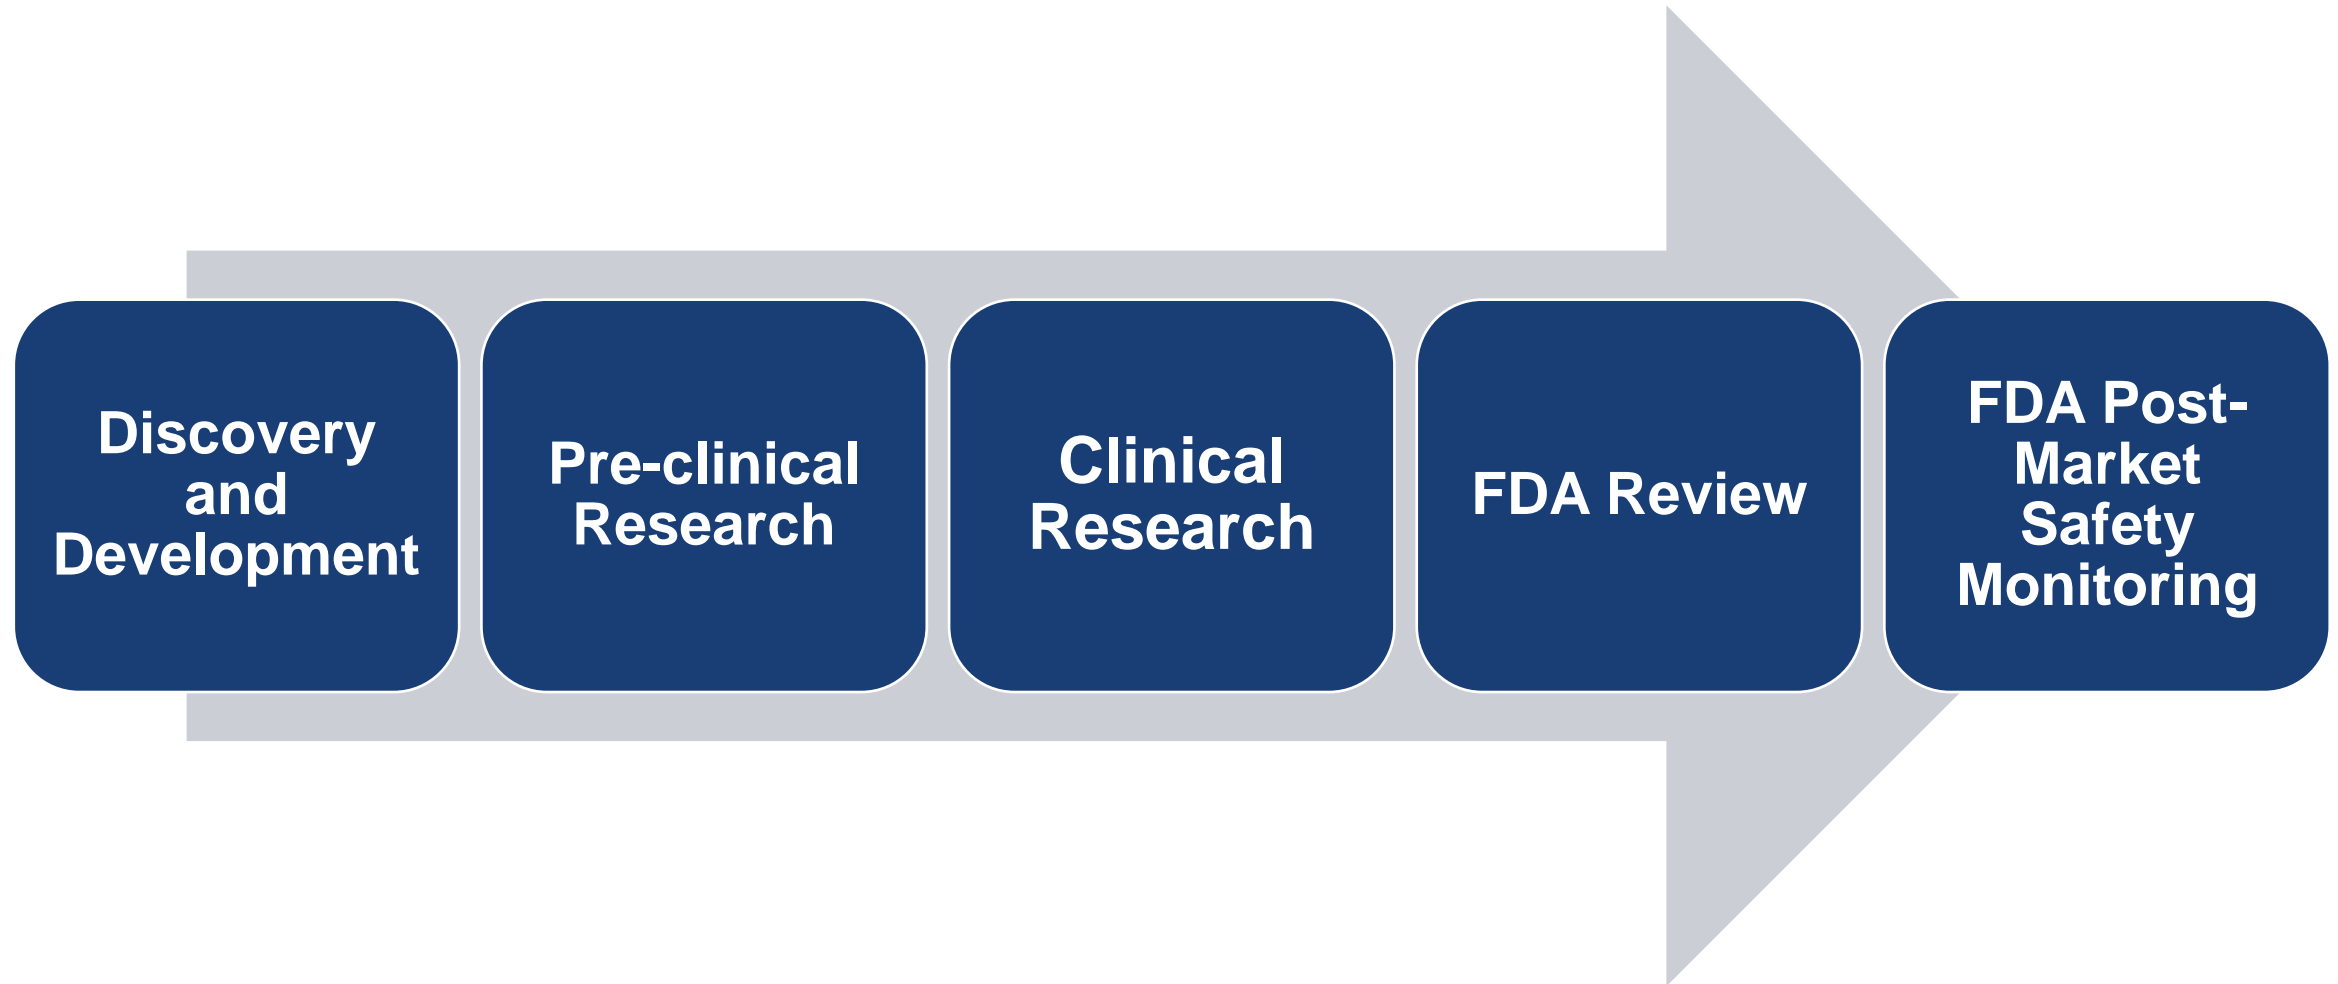 Discovery
and
Development
Pre-clinical
Research
Clinical
Research
FDA Review
FDA Post-
Market
Safety
Monitoring